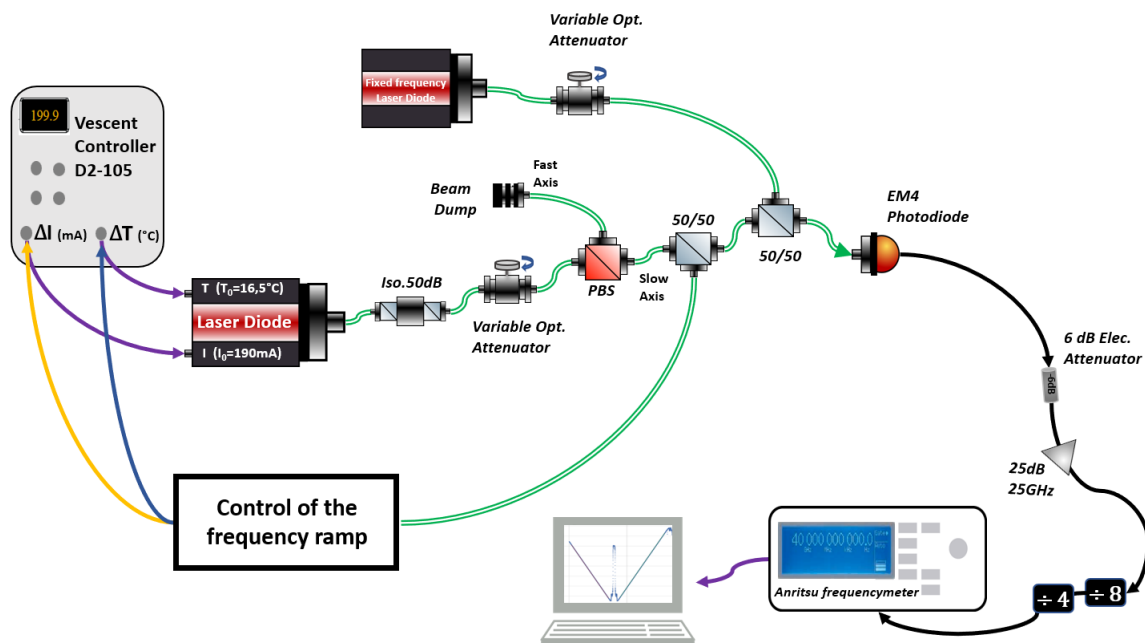 Variable Opt.
Attenuator
Fixed frequency
Laser Diode
199.9
Vescent
Controller
D2-105
ΔI (mA)
ΔT (°C)
Fast
Axis
Beam
Dump
50/50
EM4
Photodiode
50/50
PBS
Slow
Axis
Iso.50dB
Variable Opt.
Attenuator
T (T₀=16,5°C)
Laser Diode
I (I₀=190mA)
6 dB Elec.
Attenuator
-6dB
25dB
25GHz
Control of the
frequency ramp
40 000 000 000.0
Anritsu frequencymeter
÷ 4
÷ 8